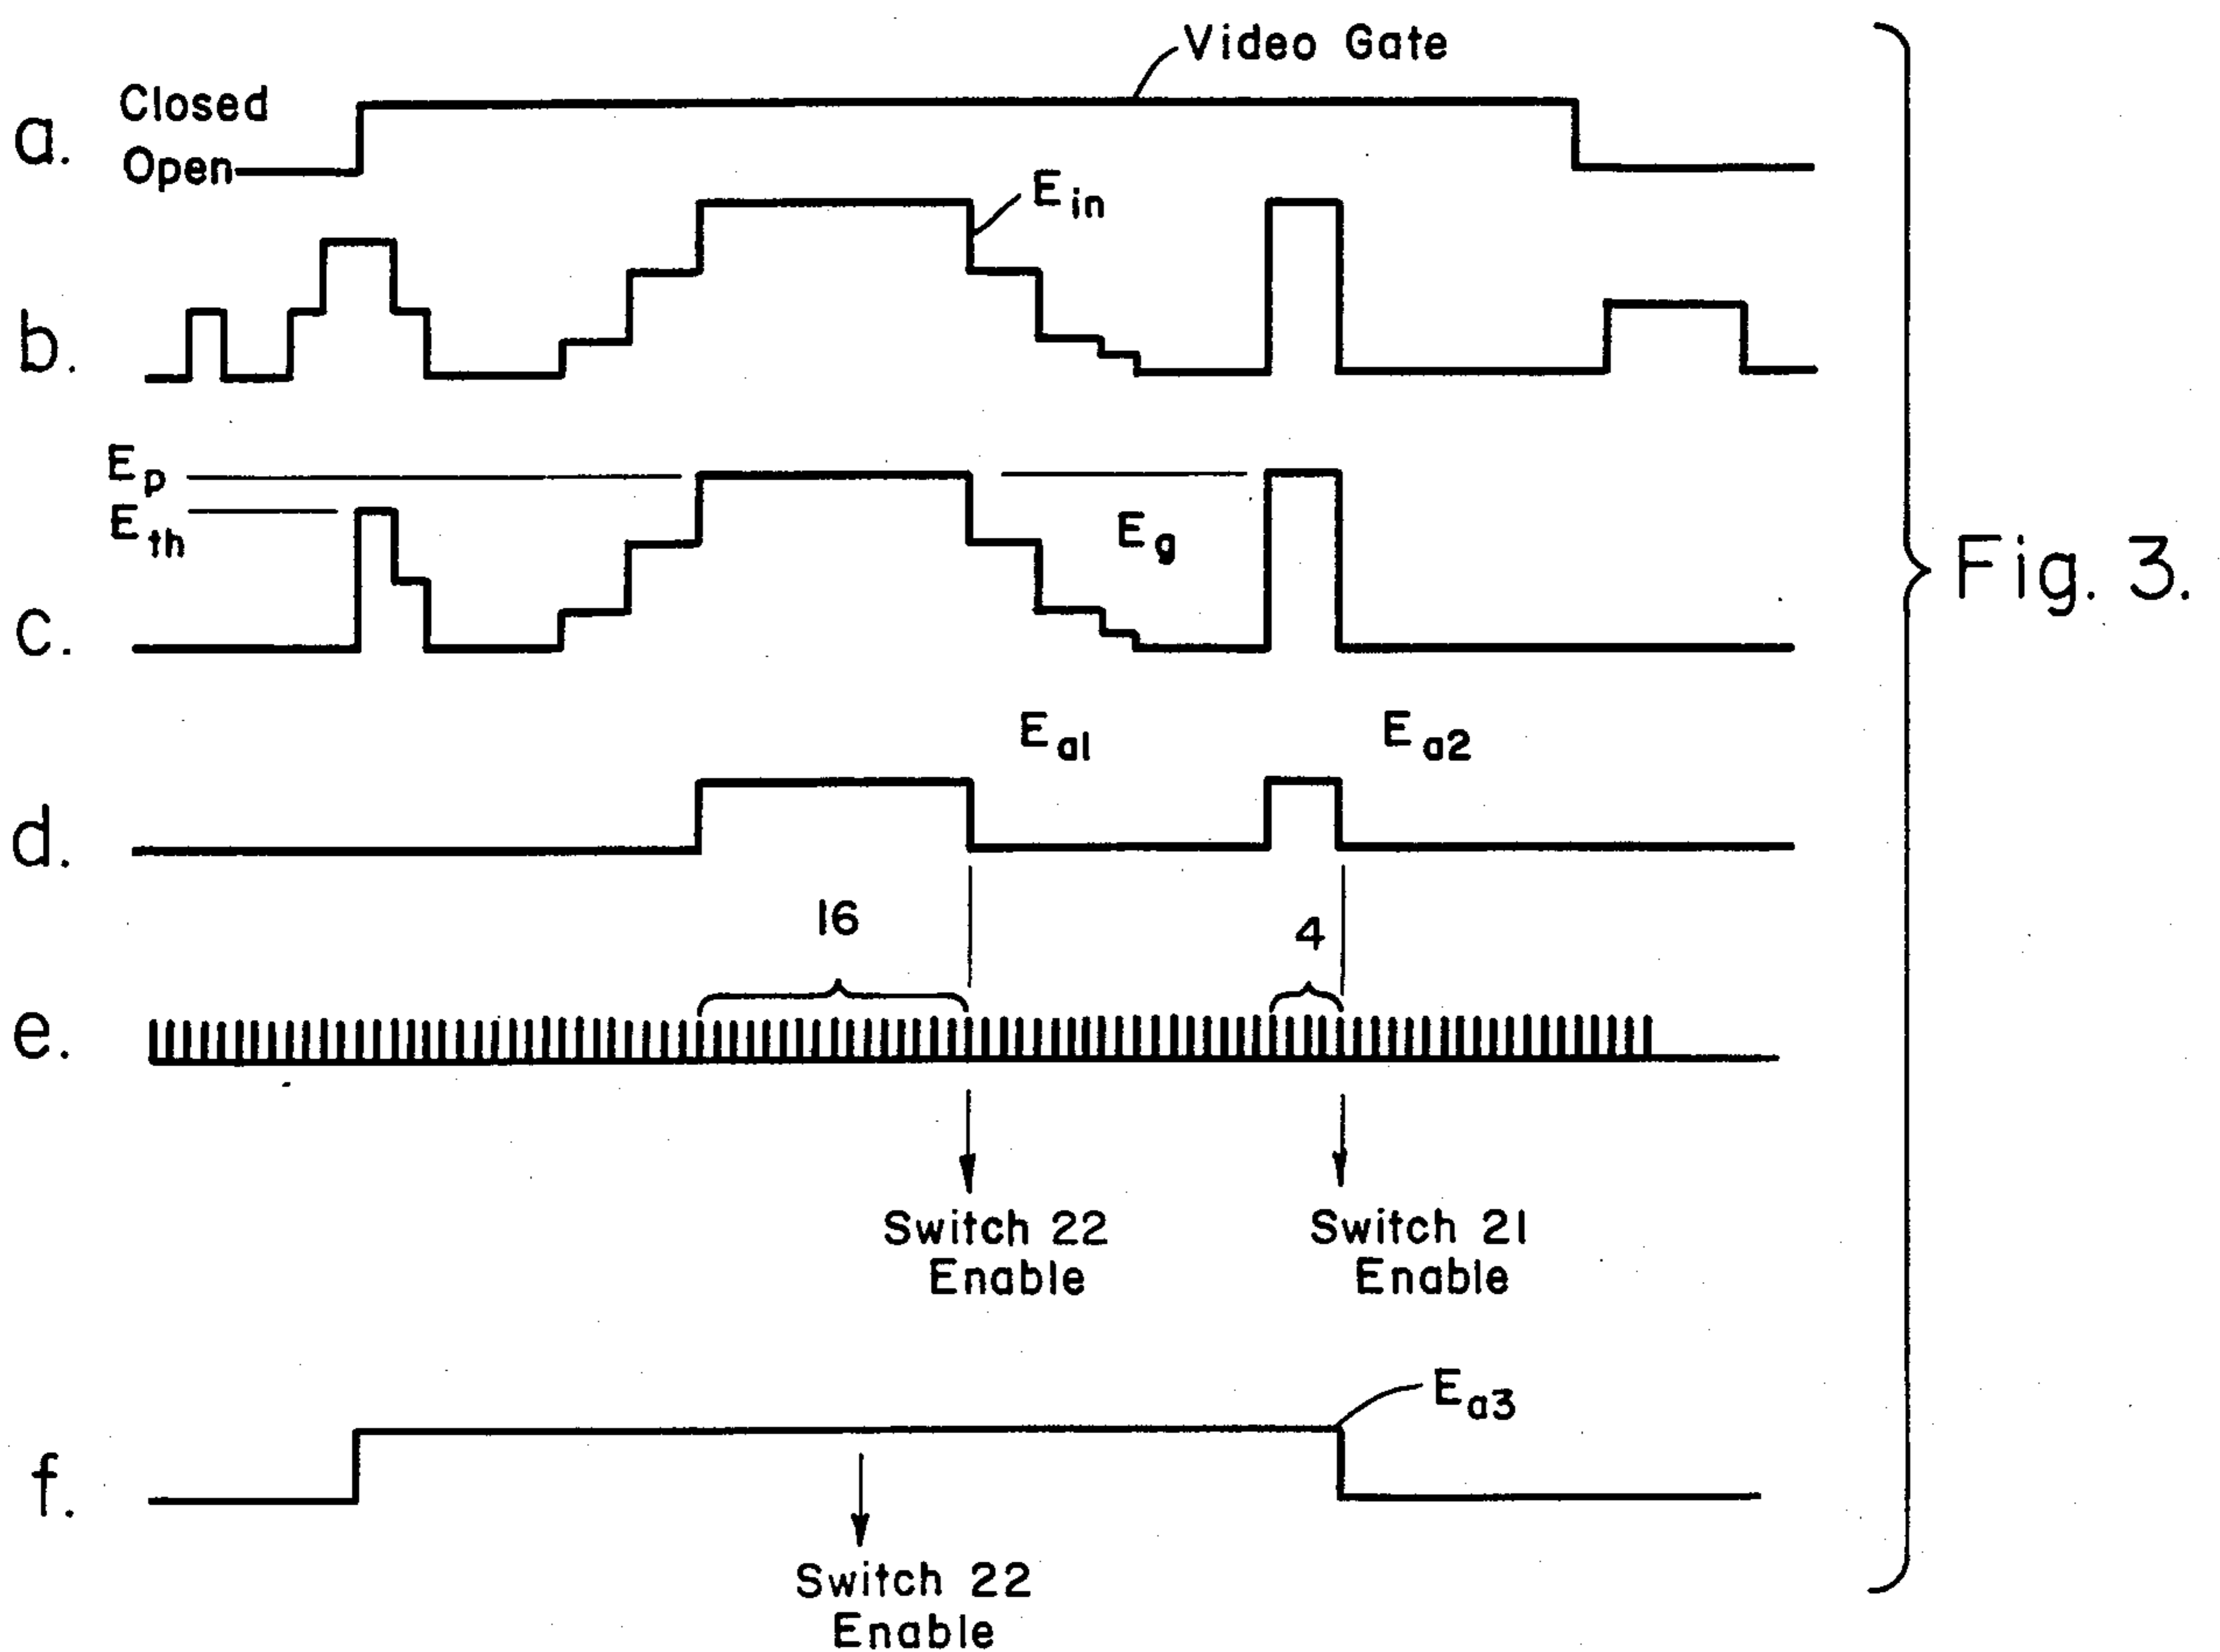 Video Gate
a.
Closed
Open
E in
b.
E p
E th
E g
c.
E a1
E a2
d.
16
4
e.
Switch 22
Enable
Switch 21
Enable
E a3
f.
Switch 22
Enable
Fig. 3.